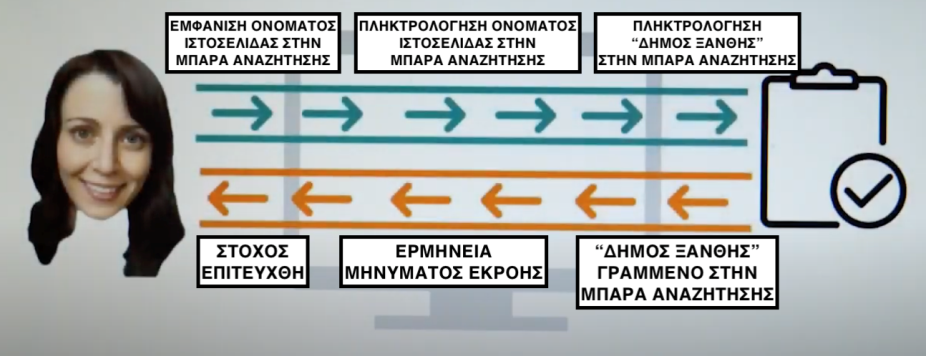 ΕΜΦΑΝΙΣΗ ΟΝΟΜΑΤΟΣ
ΙΣΤΟΣΕΛΙΔΑΣ ΣΤΗΝ
ΜΠΑΡΑ ΑΝΑΖΗΤΗΣΗΣ
ΠΛΗΚΤΡΟΛΟΓΗΣΗ ΟΝΟΜΑΤΟΣ
ΙΣΤΟΣΕΛΙΔΑΣ ΣΤΗΝ
ΜΠΑΡΑ ΑΝΑΖΗΤΗΣΗΣ
ΠΛΗΚΤΡΟΛΟΓΗΣΗ
“ΔΗΜΟΣ ΞΑΝΘΗΣ”
ΣΤΗΝ ΜΠΑΡΑ ΑΝΑΖΗΤΗΣΗΣ
ΣΤΟΧΟΣ
ΕΠΙΤΕΥΧΘΗ
ΕΡΜΗΝΕΙΑ
ΜΗΝΥΜΑΤΟΣ ΕΚΡΟΗΣ
“ΔΗΜΟΣ ΞΑΝΘΗΣ”
ΓΡΑΜΜΕΝΟ ΣΤΗΝ
ΜΠΑΡΑ ΑΝΑΖΗΤΗΣΗΣ